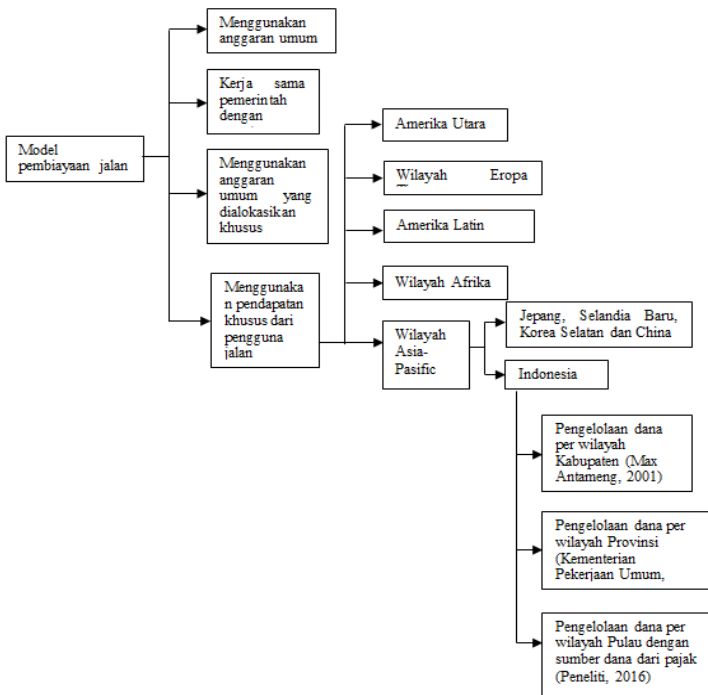 Model
pembiayaan jalan
Menggunakan
anggaran umum
Kerja sama
pemerintah
dengan
Menggunakan
anggaran
umum yang
dialokasikan
khusus
Menggunaka
n pendapatan
khusus dari
pengguna
jalan
Amerika Utara
Wilayah Eropa
Amerika Latin
Wilayah Afrika
Wilayah
Asia-
Pasific
Jepang, Selandia Baru,
Korea Selatan dan China
Indonesia
Pengelolaan dana
per wilayah
Kabupaten (Max
Antameng, 2001)
Pengelolaan dana per
wilayah Provinsi
(Kementerian
Pekerjaan Umum,
Pengelolaan dana per
wilayah Pulau dengan
sumber dana dari pajak
(Peneliti, 2016)